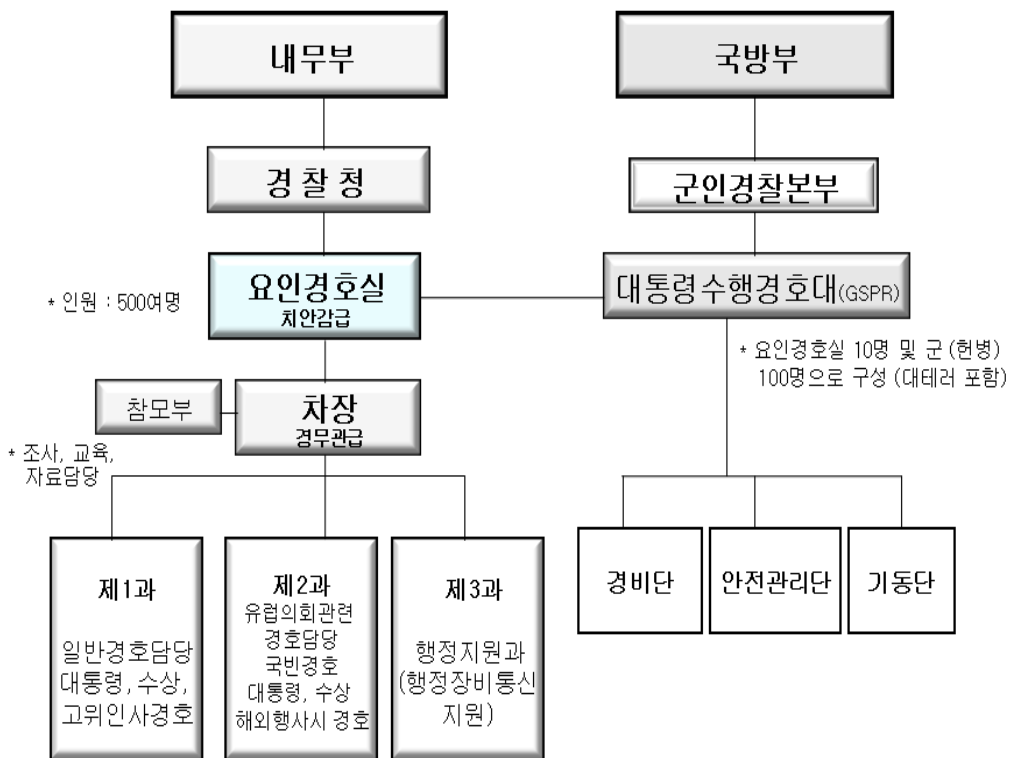 내무부
국방부
경찰청
군인경찰본부
요인경호실
치안감급
대통령수행경호대(GSPR)
* 인원 : 500여명
* 요인경호실 10명 및 군 (헌병)
100명으로 구성 (대테러 포함)
참모부
차장
경무관급
* 조사, 교육,
자료담당
제1과
일반경호담당
대통령, 수상,
고위인사경호
제2과
유럽의회관련
경호담당
국빈경호
대통령, 수상
해외행사시 경호
제3과
행정지원과
(행정장비통신
지원)
경비단
안전관리단
기동단